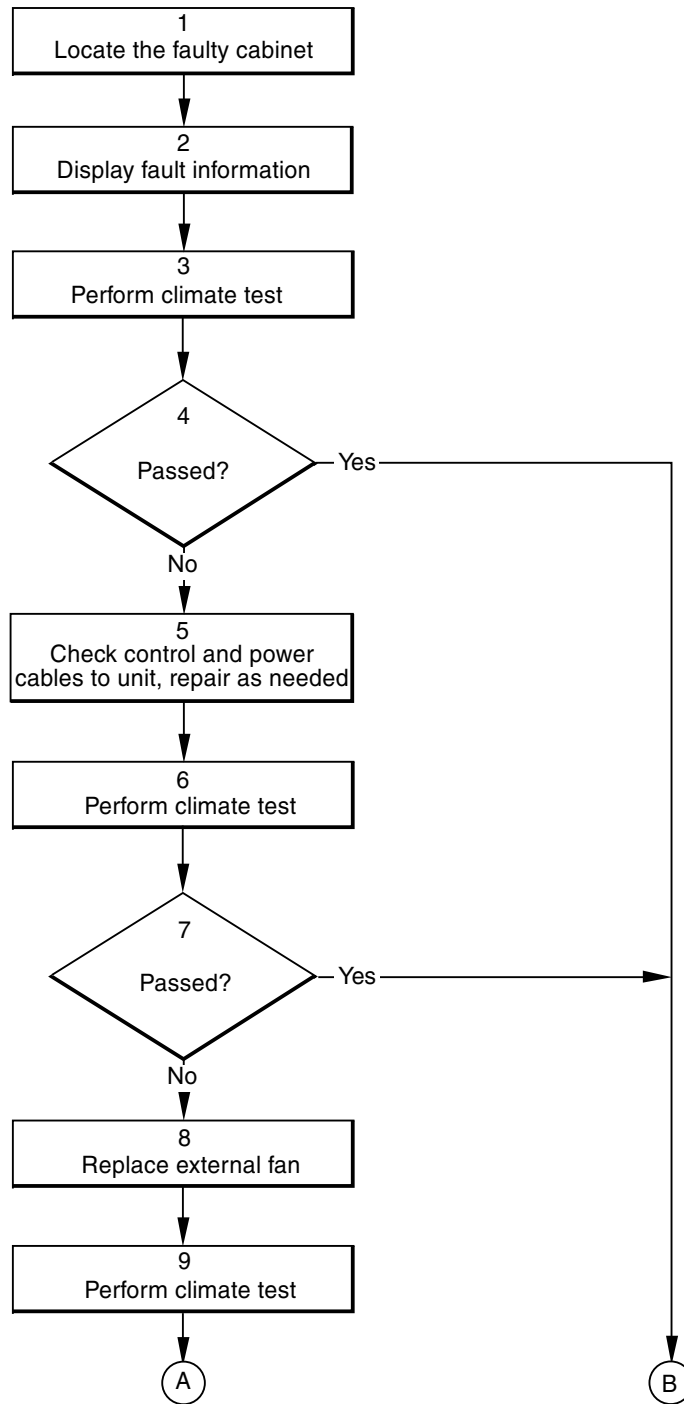 1
Locate the faulty cabinet
2
Display fault information
3
Perform climate test
4
Passed?
Yes
No
5
Check control and power
cables to unit, repair as needed
6
Perform climate test
7
Passed?
Yes
No
8
Replace external fan
9
Perform climate test
A
B